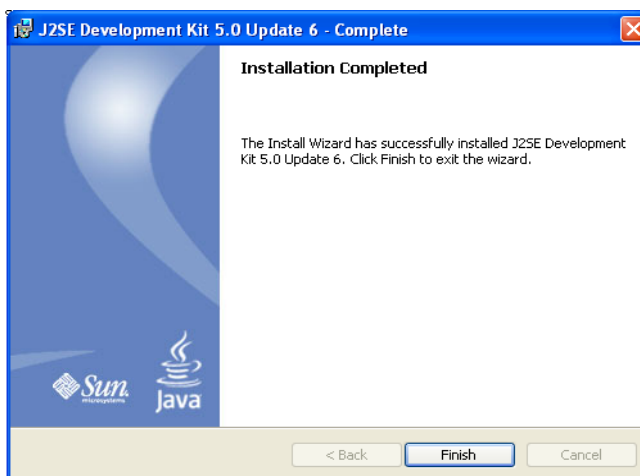 J2SE Development Kit 5.0 Update 6 - Complete
Installation Completed
The Install Wizard has successfully installed J2SE Development
Kit 5.0 Update 6. Click Finish to exit the wizard.
Sun
microsystems
Java
< Back
Finish
Cancel